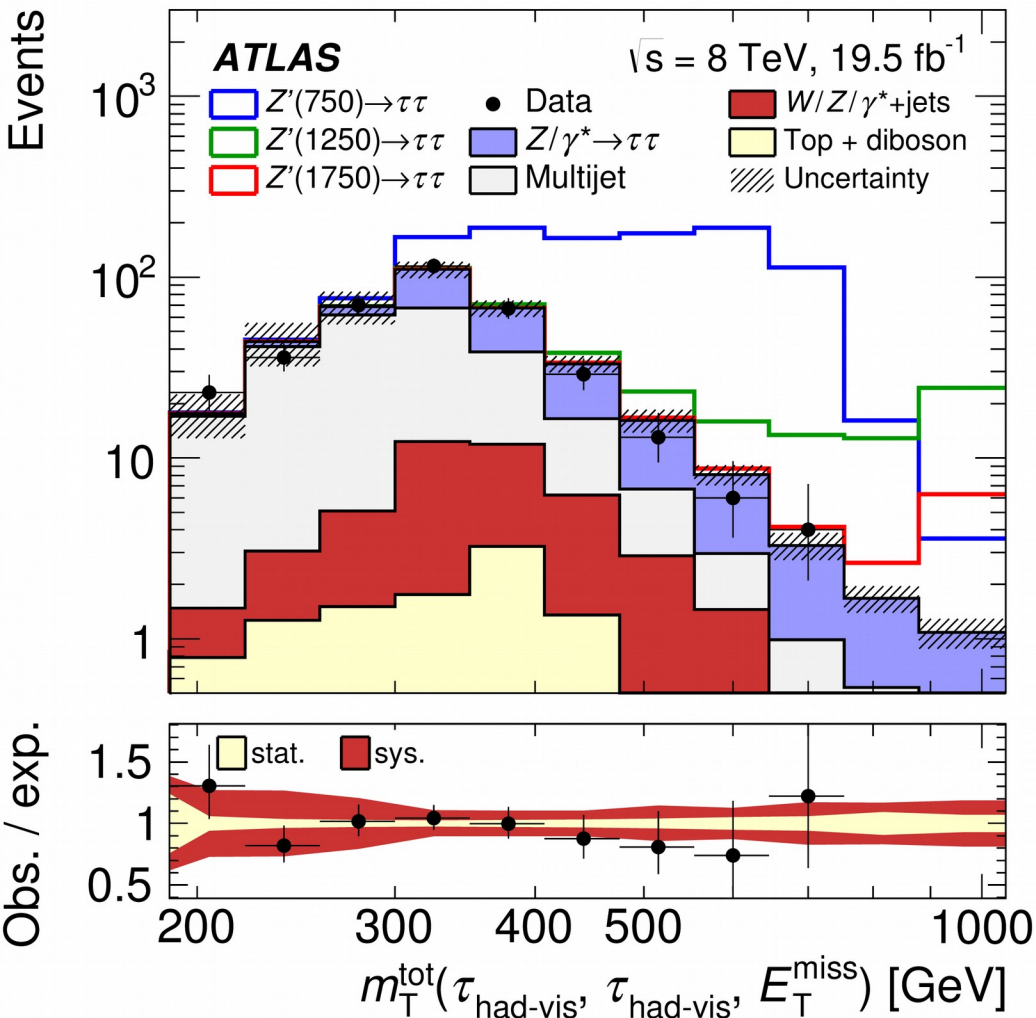 Events
ATLAS
√s = 8 TeV, 19.5 fb⁻¹
Z′(750)→ττ
Z′(1250)→ττ
Z′(1750)→ττ
Data
Z/γ*→ττ
Multijet
W/Z/γ*+jets
Top + diboson
Uncertainty
10³
10²
10
1
Obs. / exp.
stat.
sys.
1.5
1
0.5
200 300 400 500 1000
m_T^tot(τ_had-vis, τ_had-vis, E_T^miss) [GeV]